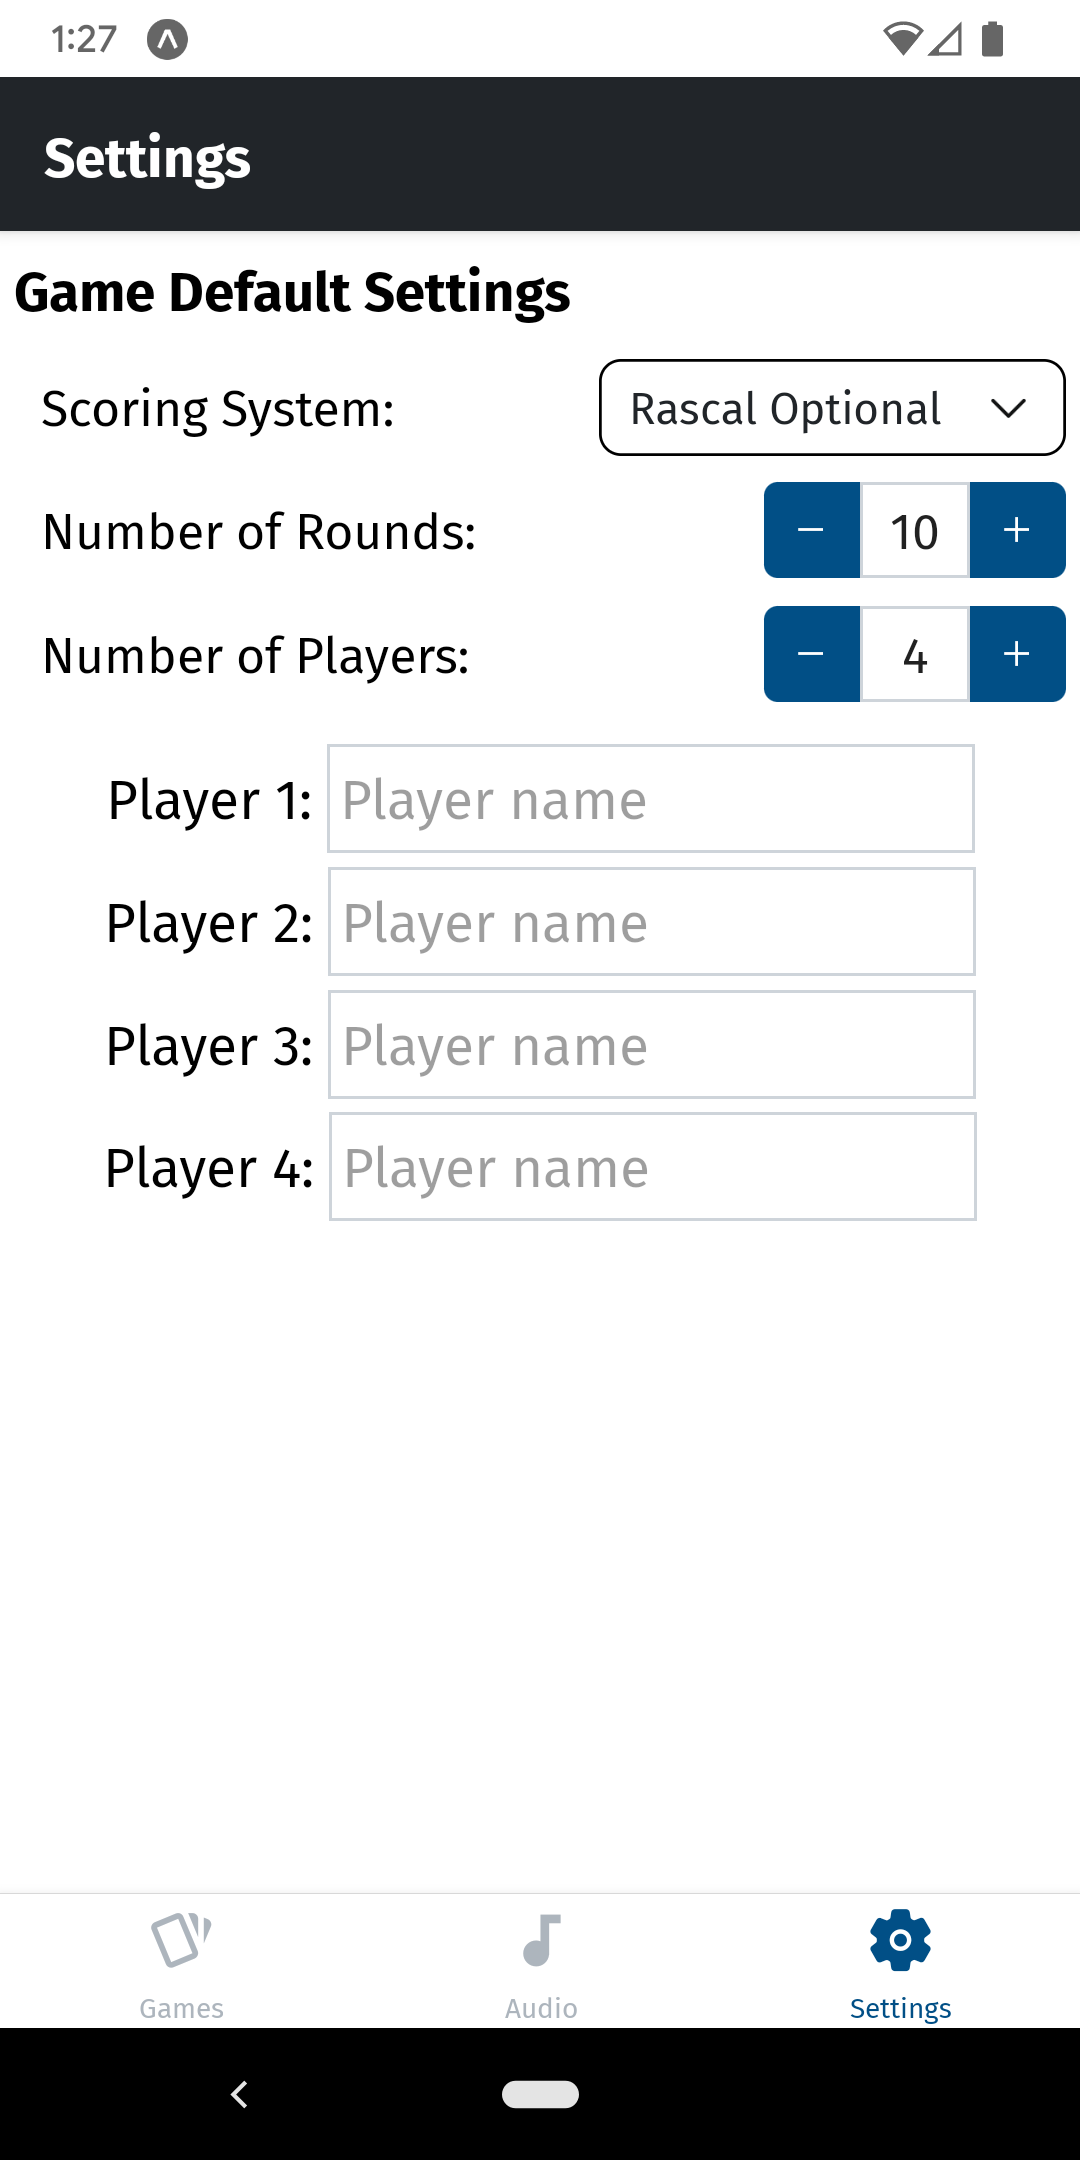 1:27
Settings
Game Default Settings
Scoring System: Rascal Optional
Number of Rounds: − 10 +
Number of Players: − 4 +
Player 1: Player name
Player 2: Player name
Player 3: Player name
Player 4: Player name
Games Audio Settings